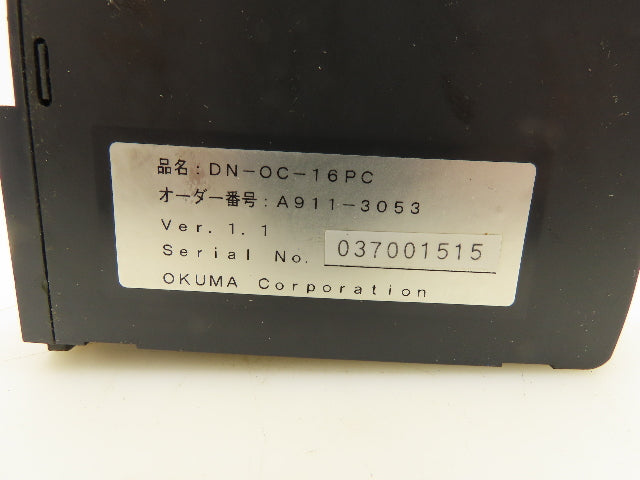 品名:DN-OC-16PC
オーダー番号:A911-3053
Ver.1.1
Serial No. 037001515
OKUMA Corporation